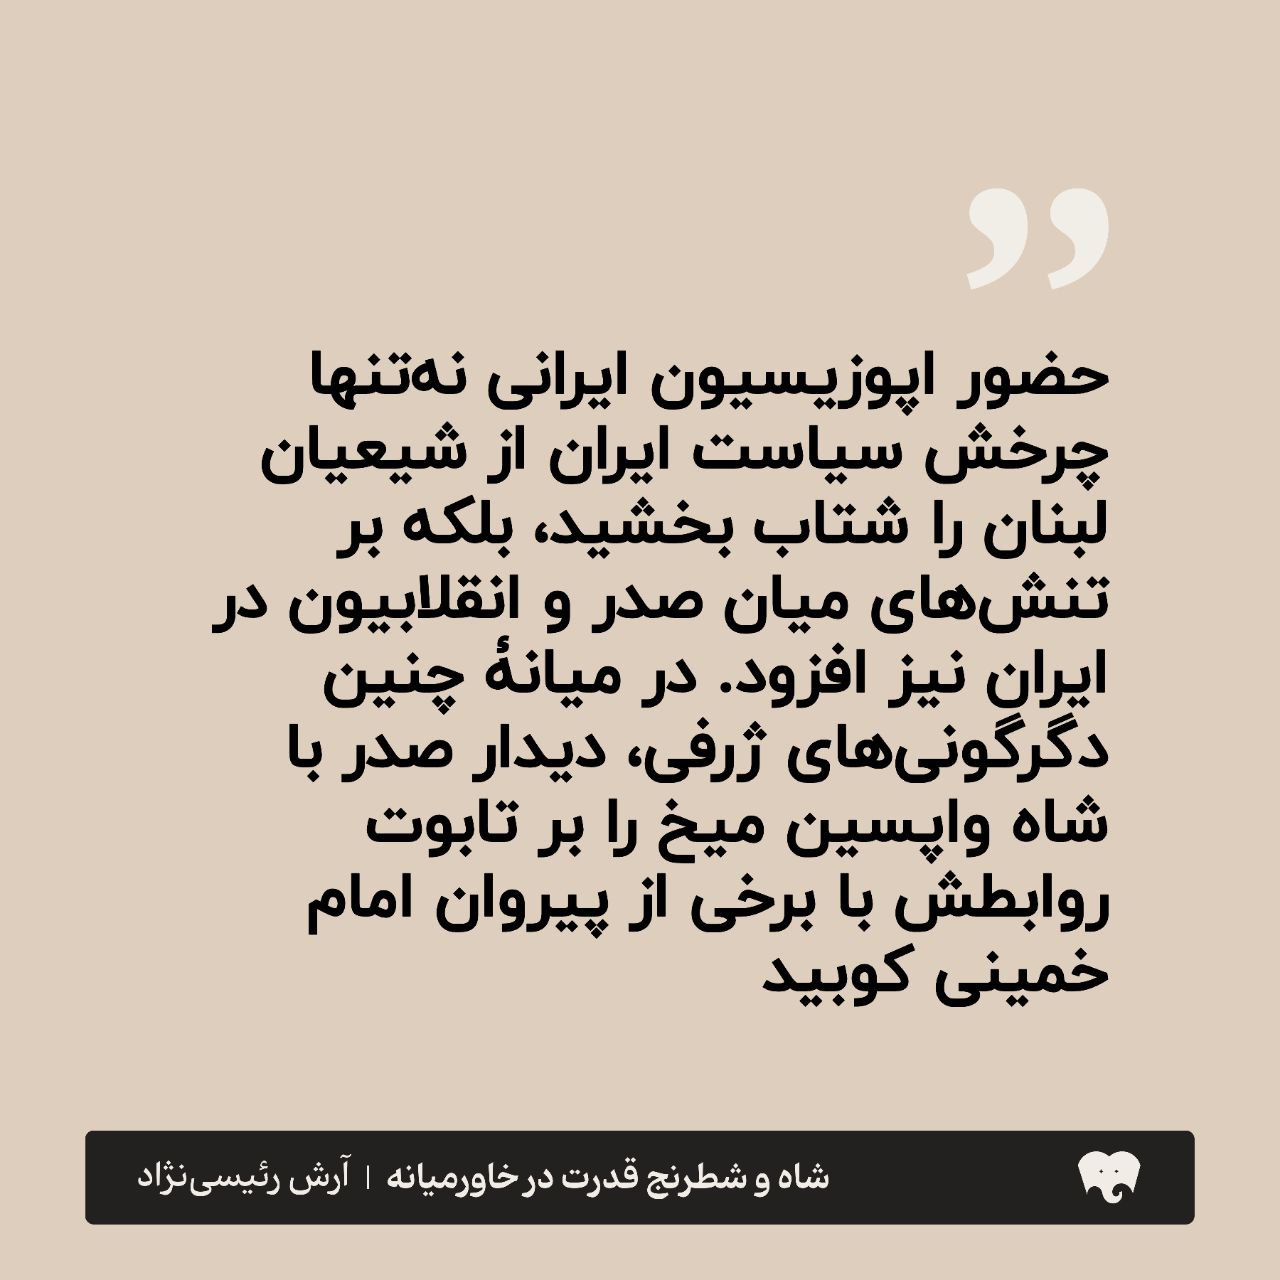 ”
حضور اپوزیسیون ایرانی نه‌تنها
چرخش سیاست ایران از شیعیان
لبنان را شتاب بخشید، بلکه بر
تنش‌های میان صدر و انقلابیون در
ایران نیز افزود. در میانهٔ چنین
دگرگونی‌های ژرفی، دیدار صدر با
شاه واپسین میخ را بر تابوت
روابطش با برخی از پیروان امام
خمینی کوبید
شاه و شطرنج قدرت در خاورمیانه | آرش رئیسی‌نژاد